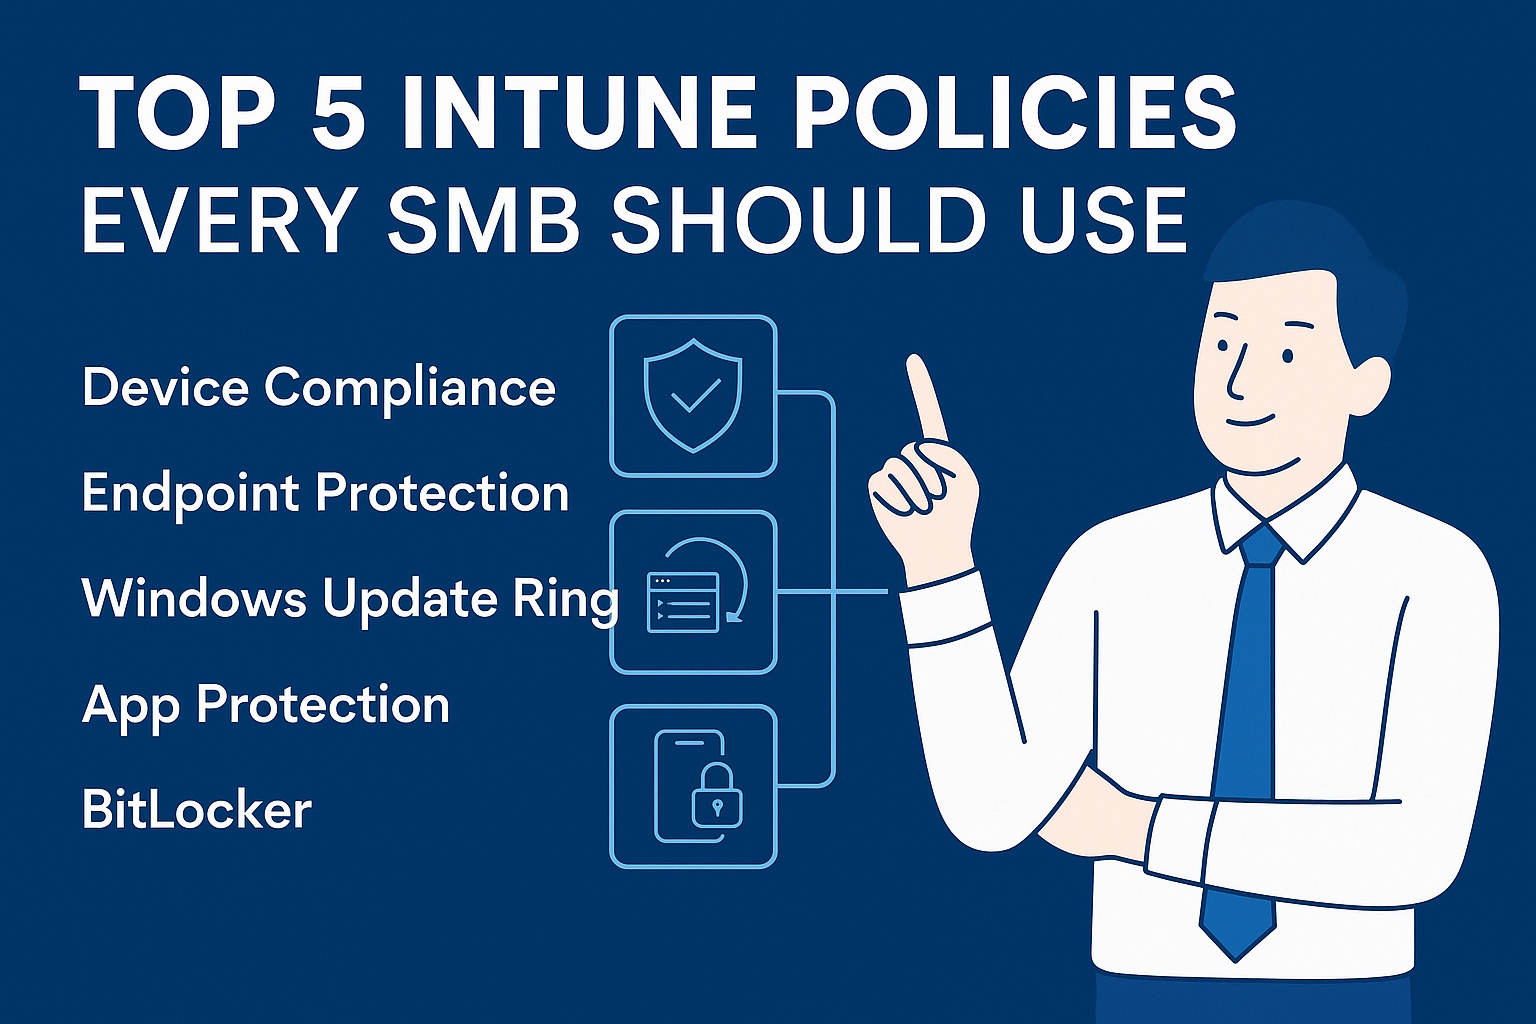 TOP 5 INTUNE POLICIES
EVERY SMB SHOULD USE
Device Compliance
Endpoint Protection
Windows Update Ring
App Protection
BitLocker